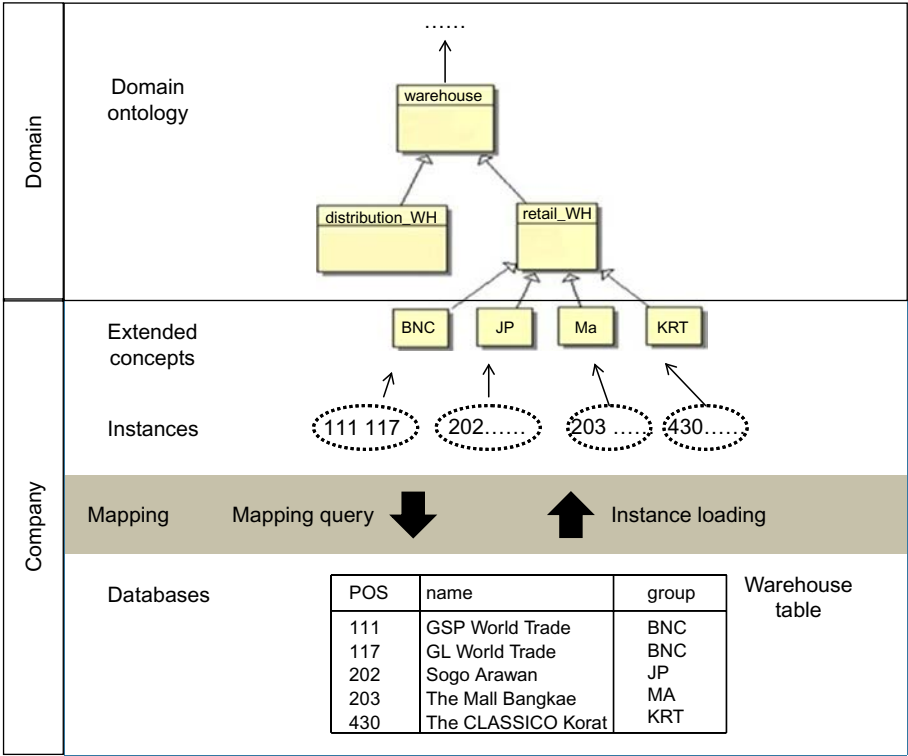 ......
Domain
ontology
warehouse
distribution_WH
retail_WH
Domain
Extended
concepts
BNC
JP
Ma
KRT
Instances
111 117
202......
203 .....
430......
Company
Mapping
Mapping query
Instance loading
Databases
POS name group
111 GSP World Trade BNC
117 GL World Trade BNC
202 Sogo Arawan JP
203 The Mall Bangkae MA
430 The CLASSICO Korat KRT
Warehouse
table